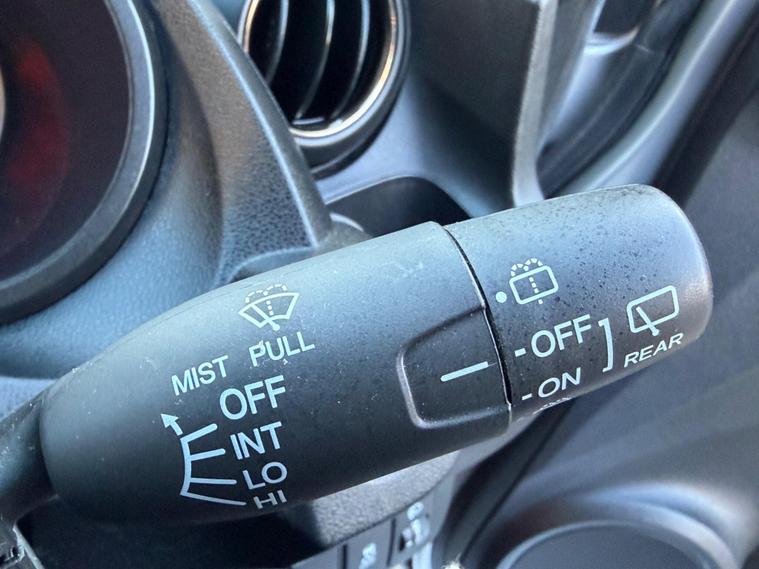 MIST PULL
OFF
INT
LO
HI
-OFF
-ON
REAR